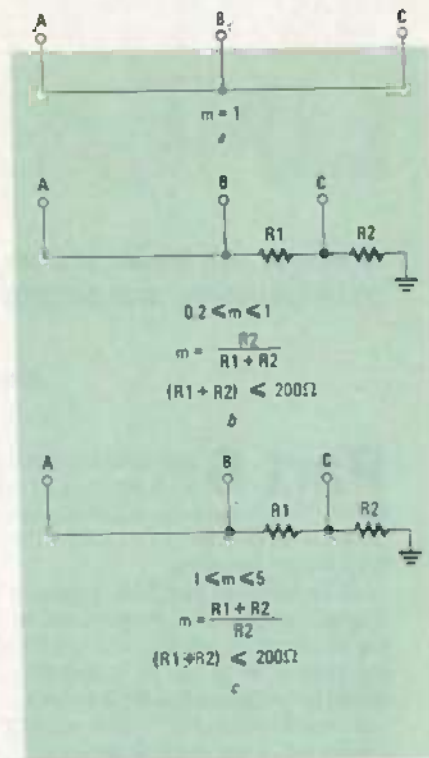 A B C
m = 1
a
A B C
R1 R2
0.2 ≤ m ≤ 1
m = R2 / R1 + R2
(R1 + R2) ≤ 200Ω
b
A B C
R1 R2
1 ≤ m ≤ 5
m = R1 + R2 / R2
(R1 + R2) ≤ 200Ω
c